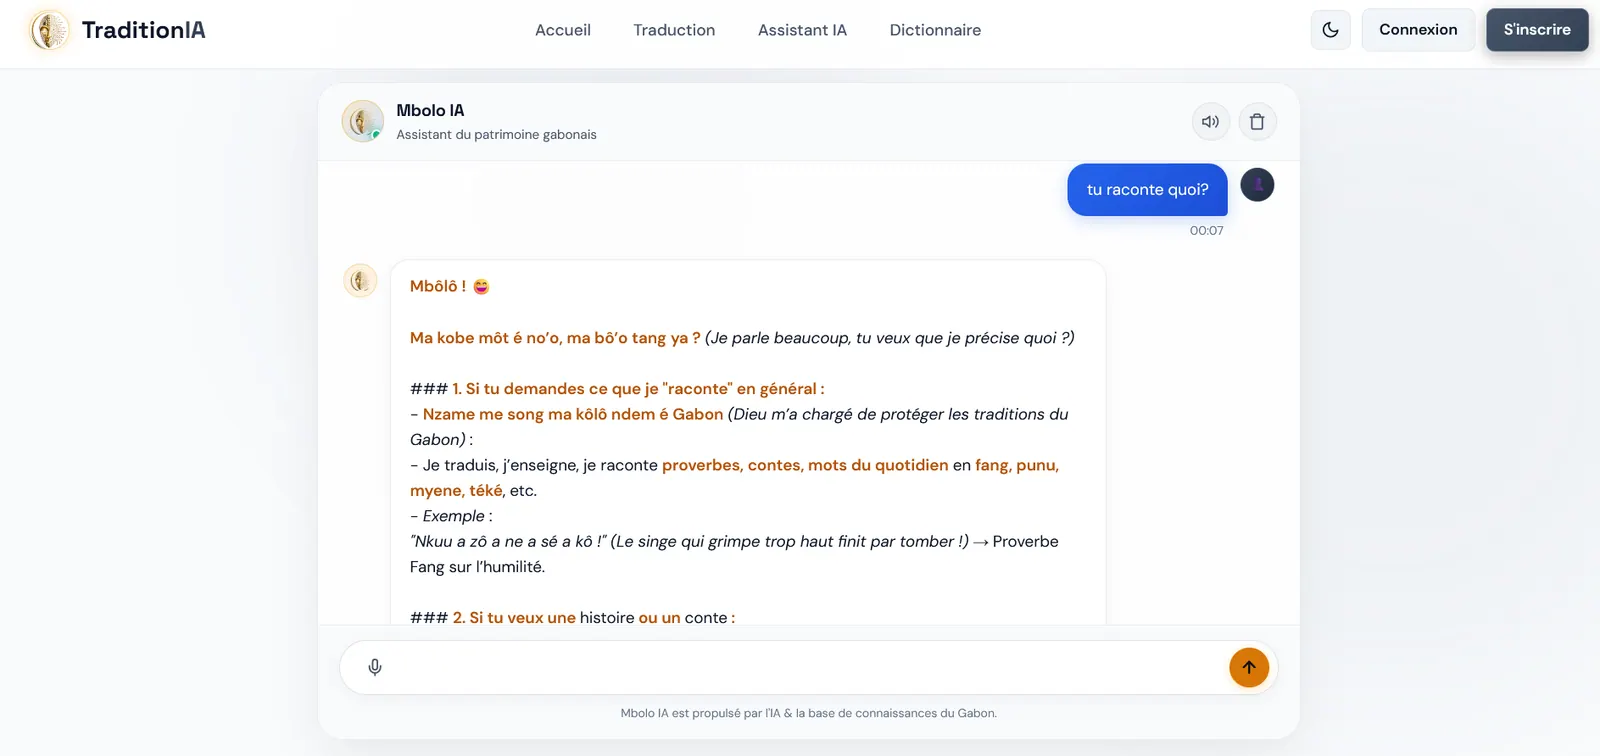 TraditionIA
Accueil
Traduction
Assistant IA
Dictionnaire
Connexion
S'inscrire
Mbolo IA
Assistant du patrimoine gabonais
tu raconte quoi?
00:07
Mbôlô ! 😄
Ma kobe môt é no’o, ma bô’o tang ya ? (Je parle beaucoup, tu veux que je précise quoi ?)
### 1. Si tu demandes ce que je "raconte" en général :
- Nzame me song ma kôlô ndem é Gabon (Dieu m’a chargé de protéger les traditions du
Gabon) :
- Je traduis, j’enseigne, je raconte proverbes, contes, mots du quotidien en fang, punu,
myene, téké, etc.
- Exemple :
"Nkuu a zô a ne a sé a kô !" (Le singe qui grimpe trop haut finit par tomber !) → Proverbe
Fang sur l’humilité.
### 2. Si tu veux une histoire ou un conte :
Mbolo IA est propulsé par l'IA & la base de connaissances du Gabon.